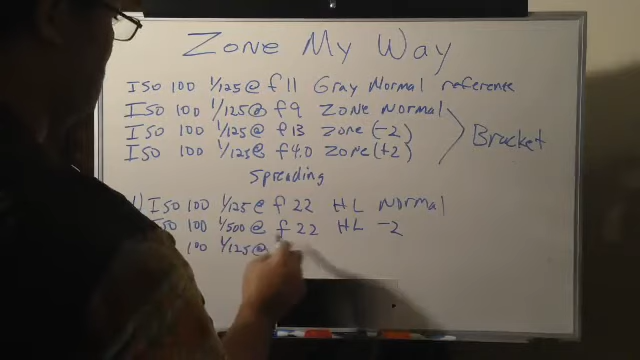 Zone My Way
ISO 100 1/125@ f11 Gray Normal reference
ISO 100 1/125@ f9 Zone Normal
ISO 100 1/125@ f13 Zone (-2)
ISO 100 1/125@ f4.0 Zone (+2)
Bracket
Spreading
1) ISO 100 1/125@ f22 HL Normal
ISO 100 1/500@ f22 HL -2
100 1/125@